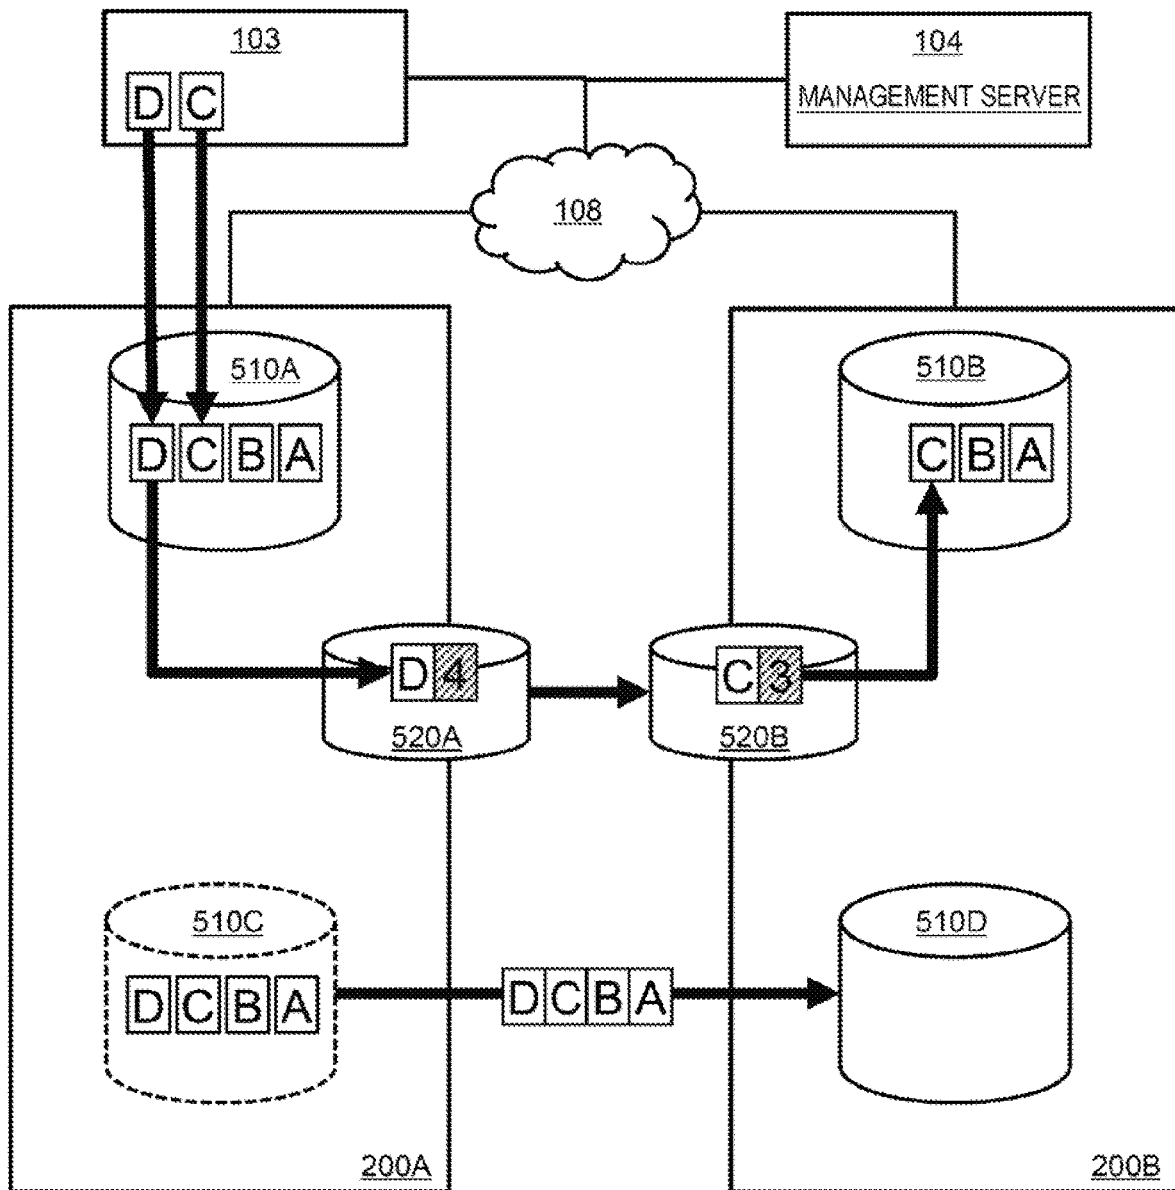 103
104
MANAGEMENT SERVER
D C
108
510A
510B
D C B A
C B A
D 4
C 3
520A
520B
510C
510D
D C B A
D C B A
200A
200B